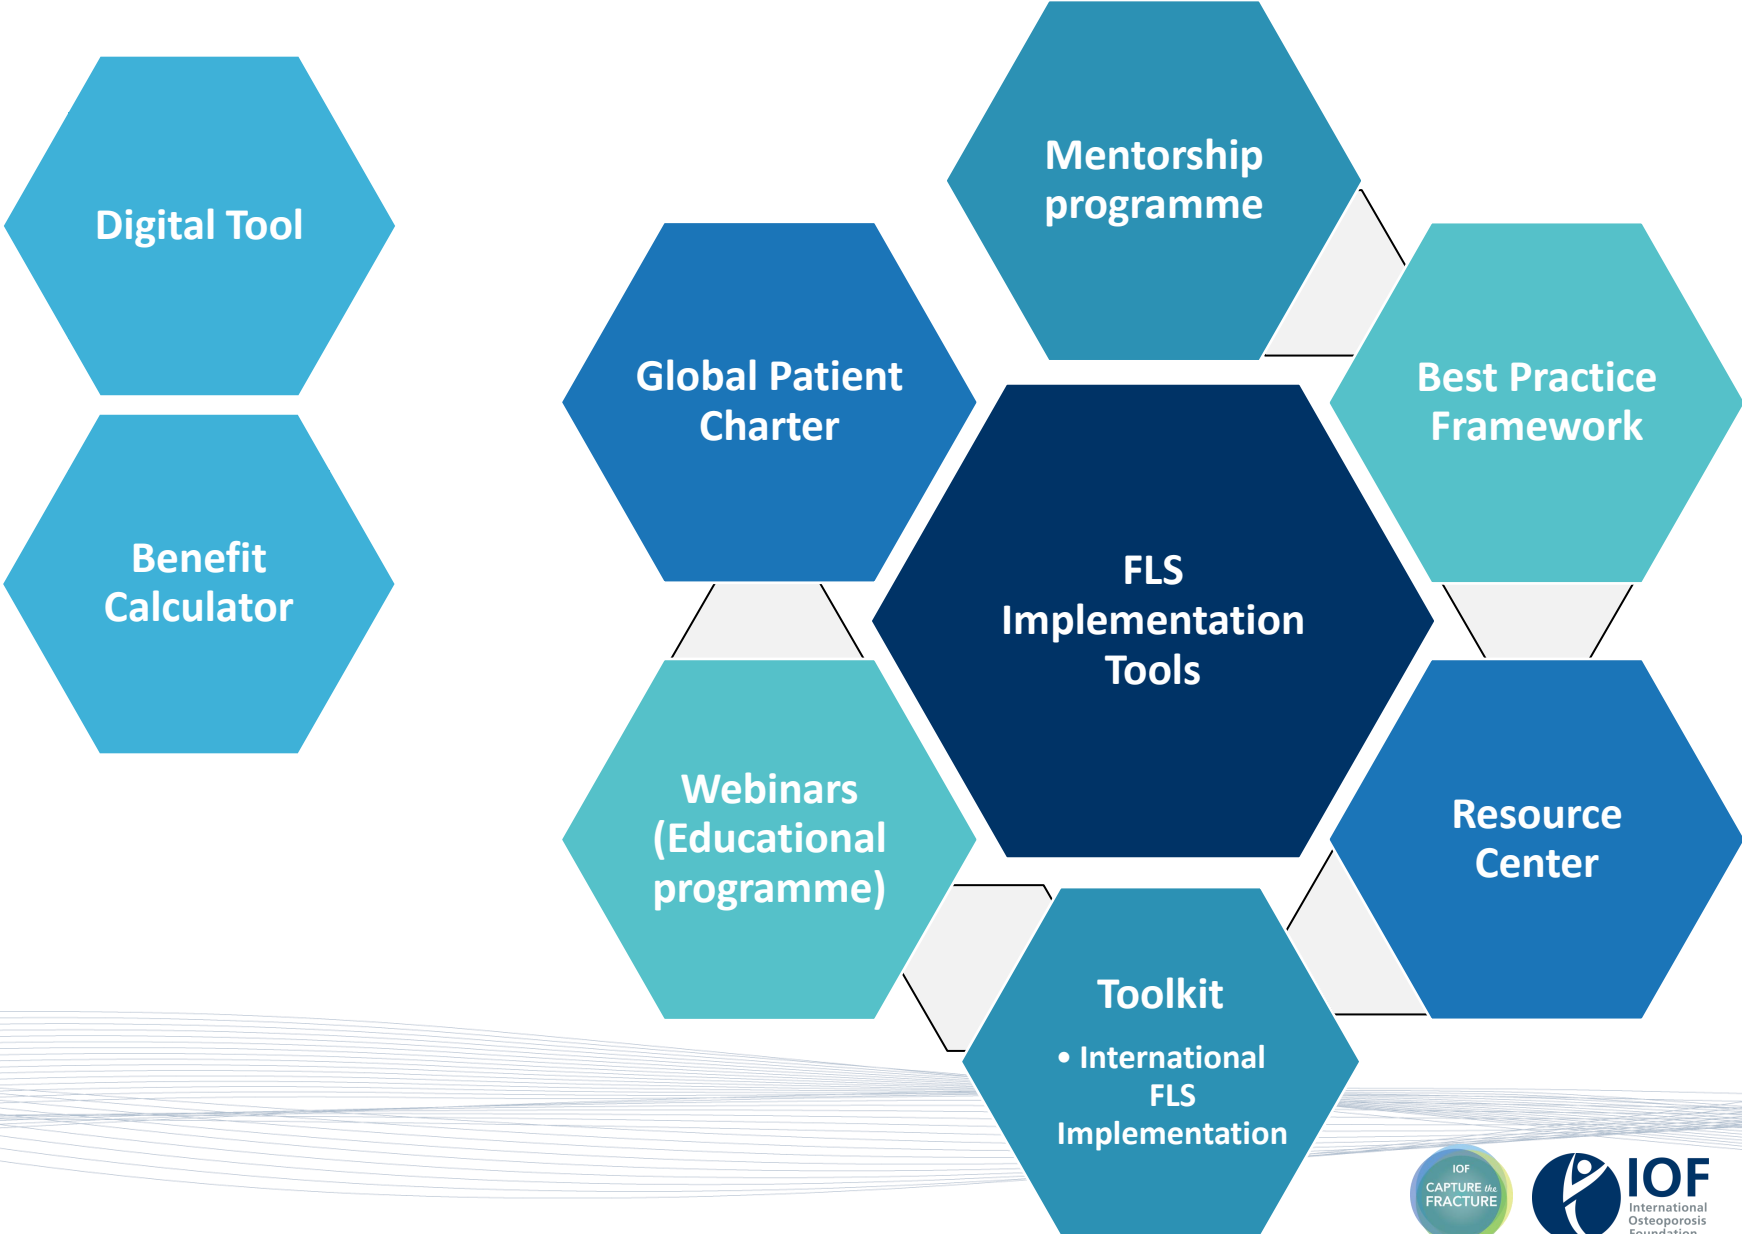 Digital Tool
Benefit
Calculator
Mentorship
programme
Global Patient
Charter
Best Practice
Framework
FLS
Implementation
Tools
Webinars
(Educational
programme)
Resource
Center
Toolkit
• International
FLS
Implementation
IOF
CAPTURE the
FRACTURE
IOF
International
Osteoporosis
Foundation